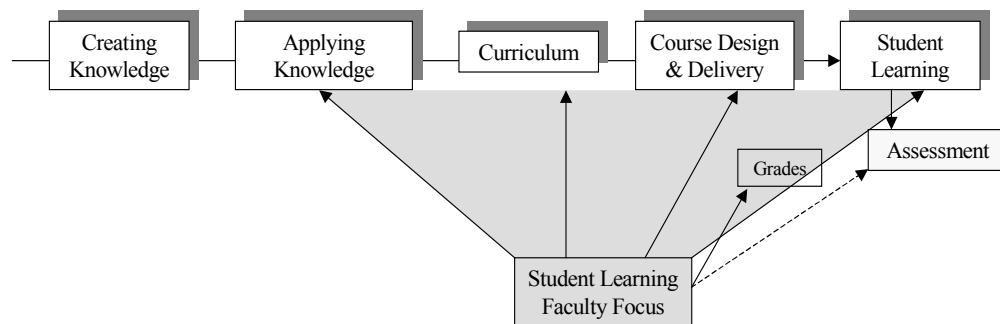 Creating
Knowledge
Applying
Knowledge
Curriculum
Course Design
& Delivery
Student
Learning
Assessment
Grades
Student Learning
Faculty Focus